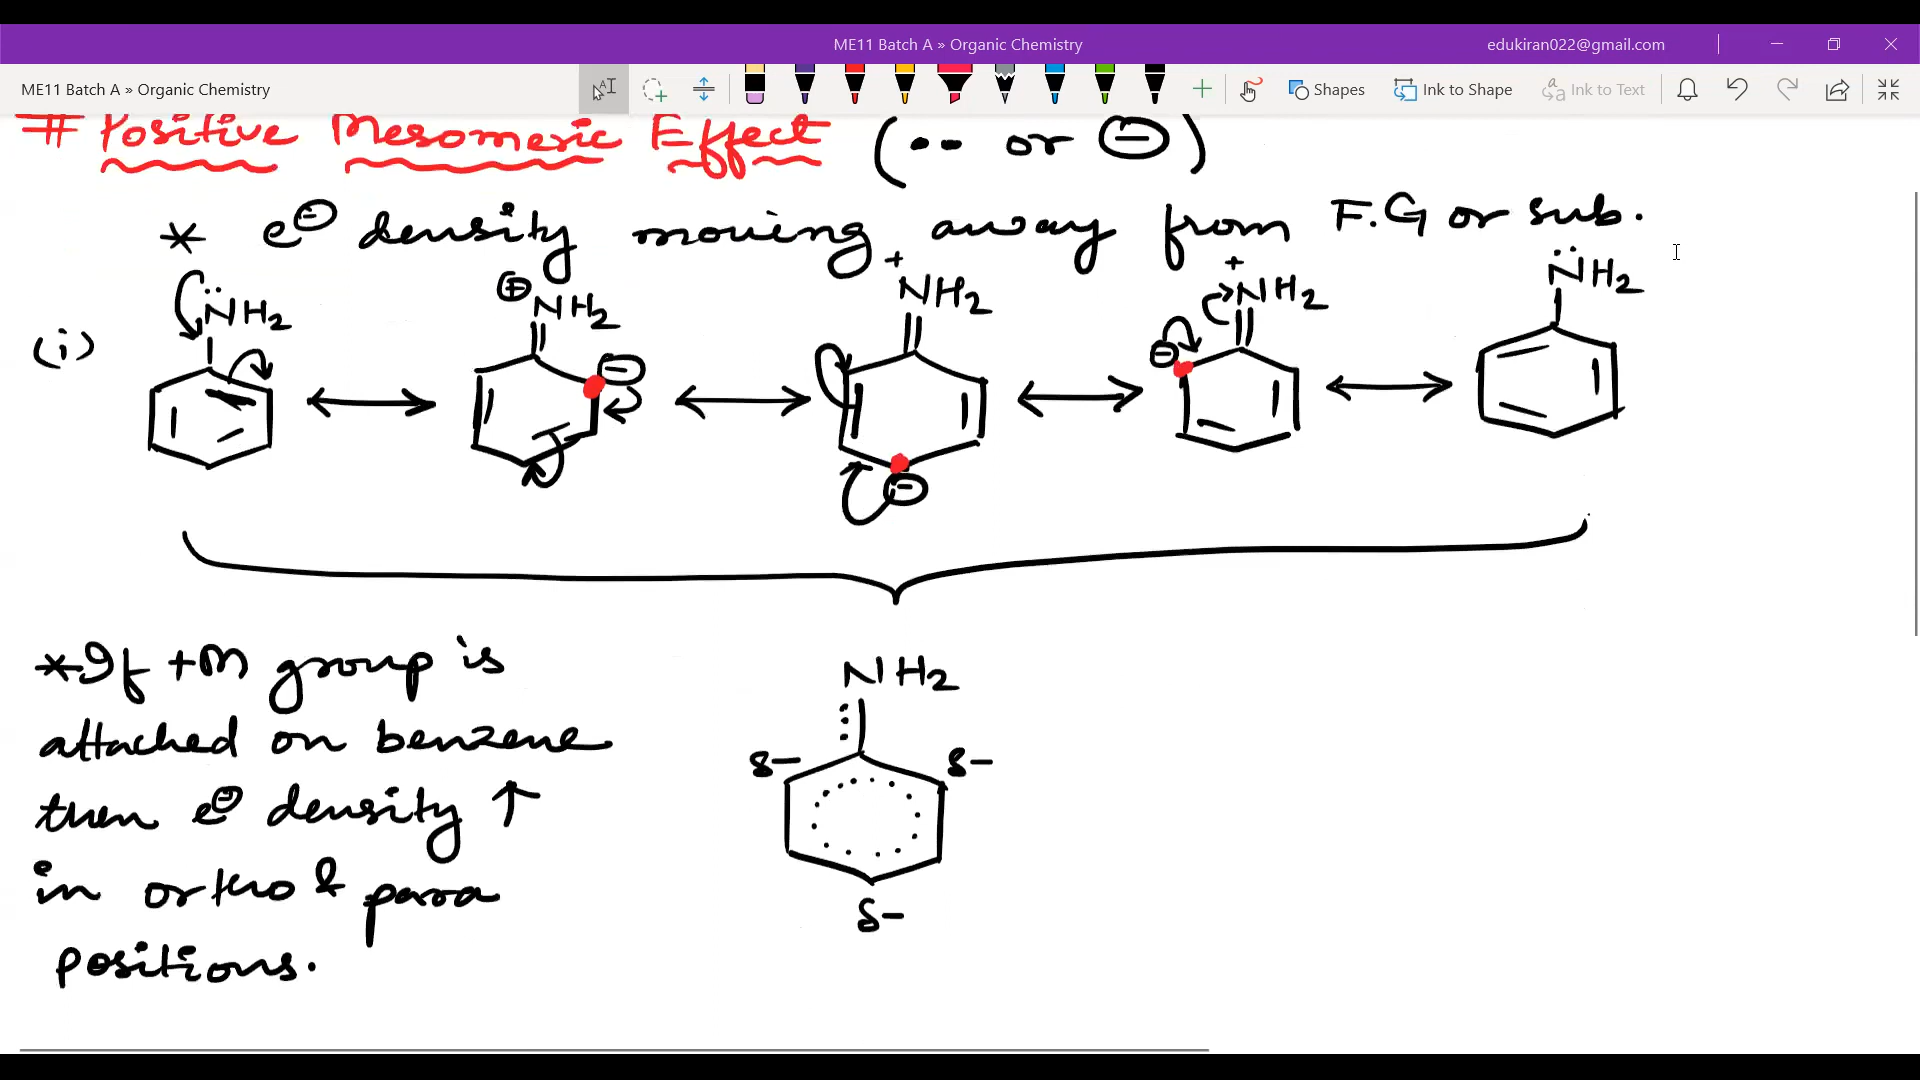 ME11 Batch A » Organic Chemistry
edukiran022@gmail.com
ME11 Batch A » Organic Chemistry
Shapes
Ink to Shape
Ink to Text
# Positive Mesomeric Effect (•• or ⊖)
* e⊖ density moving away from F.G or sub.
(i)
N̈H2
⊕
NH2
⊖
+
NH2
⊖
+
NH2
⊖
N̈H2
*If +M group is
attached on benzene
then e⊖ density ↑
in ortho & para
positions.
NH2
δ-
δ-
δ-